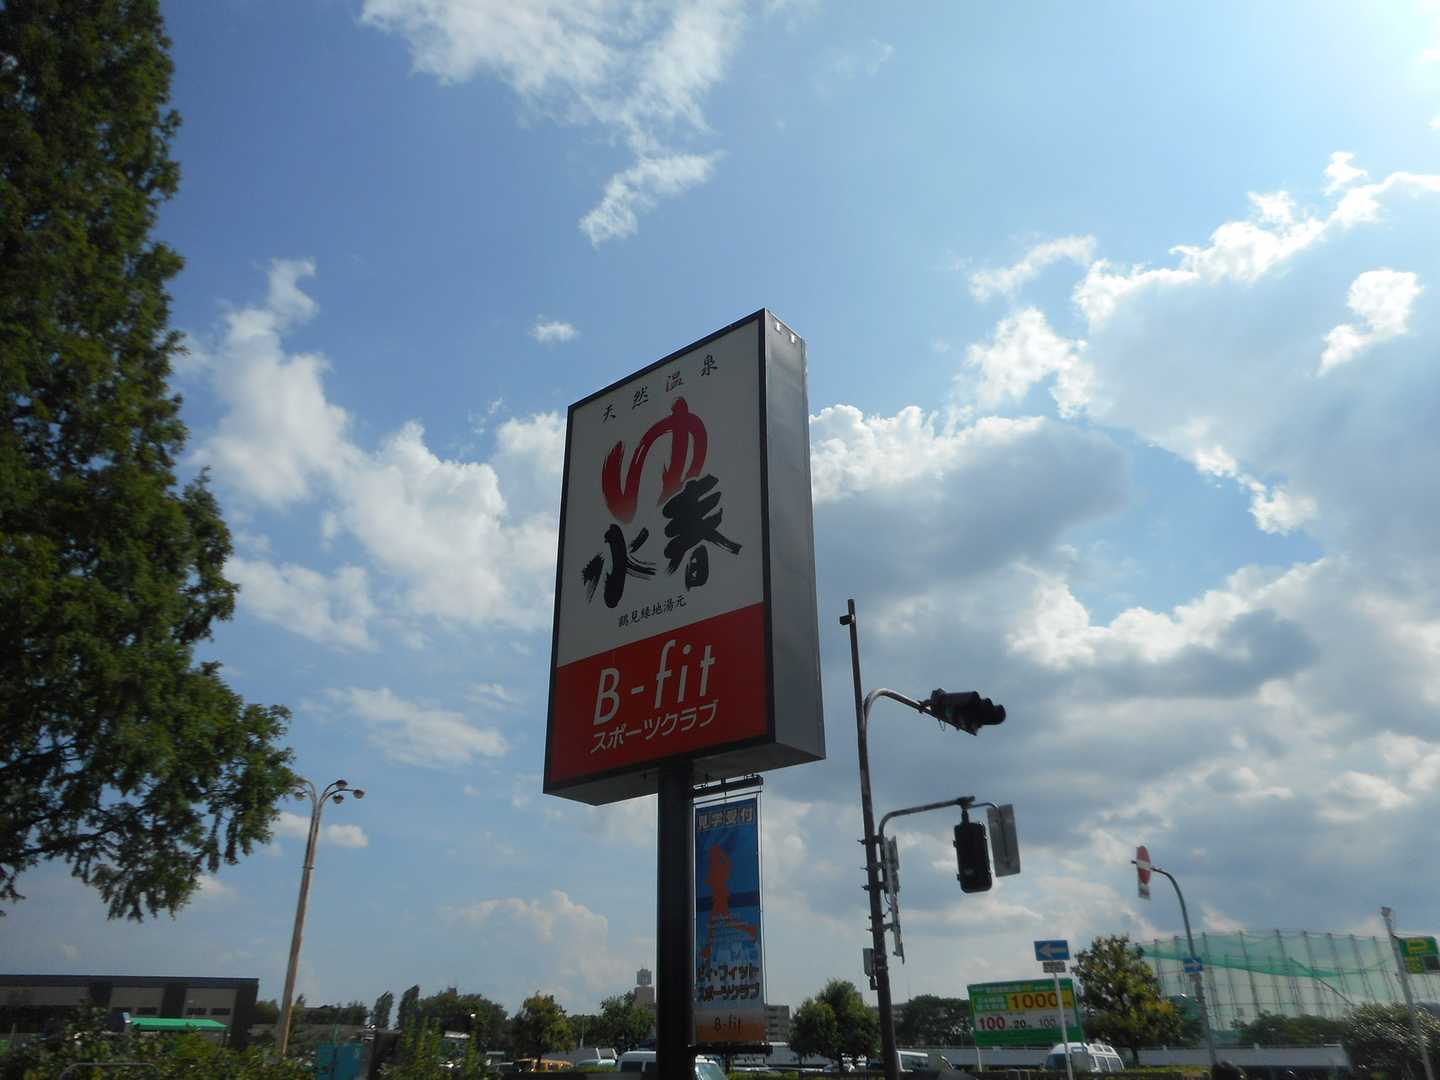 天然温泉
ゆ
水春
鶴見緑地湯元
B-fit
スポーツクラブ
見学受付
ビィ・フィット
スポーツクラブ
B-fit
1000
100
20
100